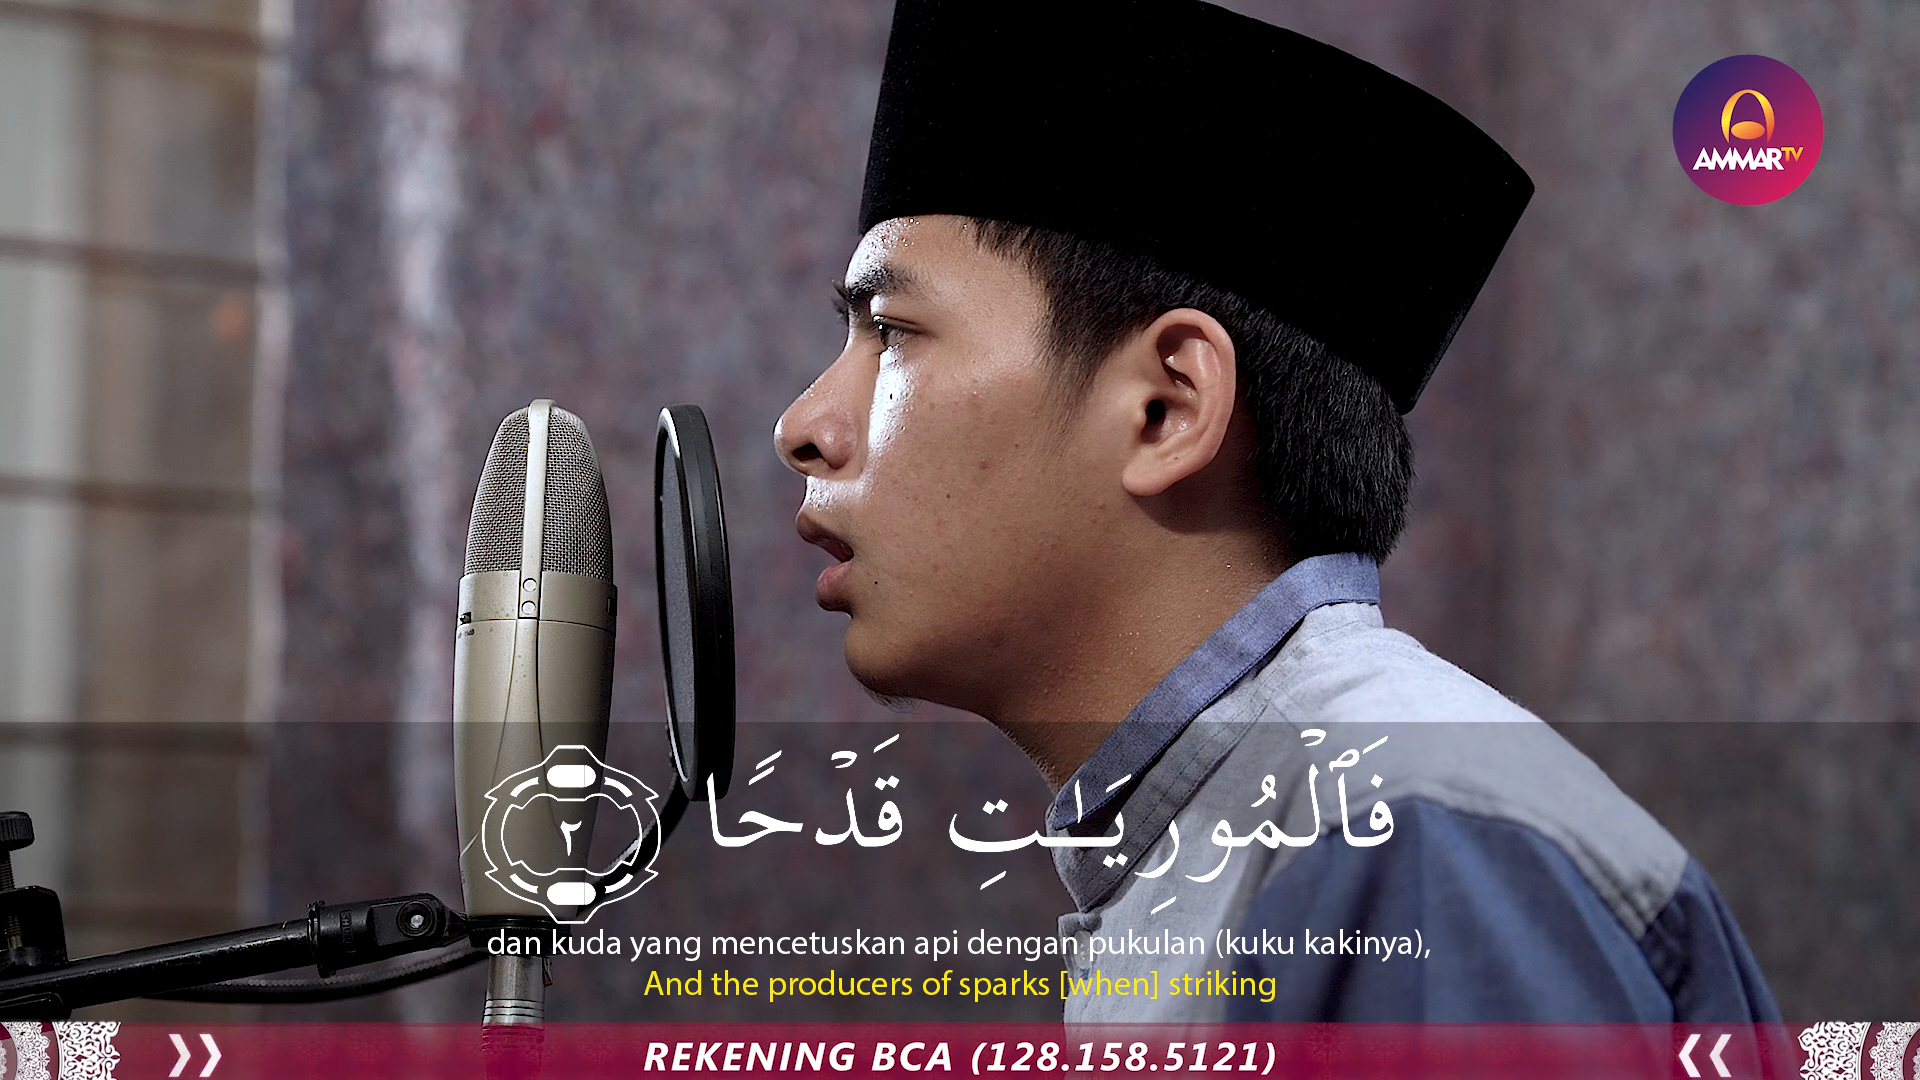 AMMARTV
فَٱلْمُورِيَـٰتِ قَدْحًا ٢
dan kuda yang mencetuskan api dengan pukulan (kuku kakinya),
And the producers of sparks [when] striking
REKENING BCA (128.158.5121)